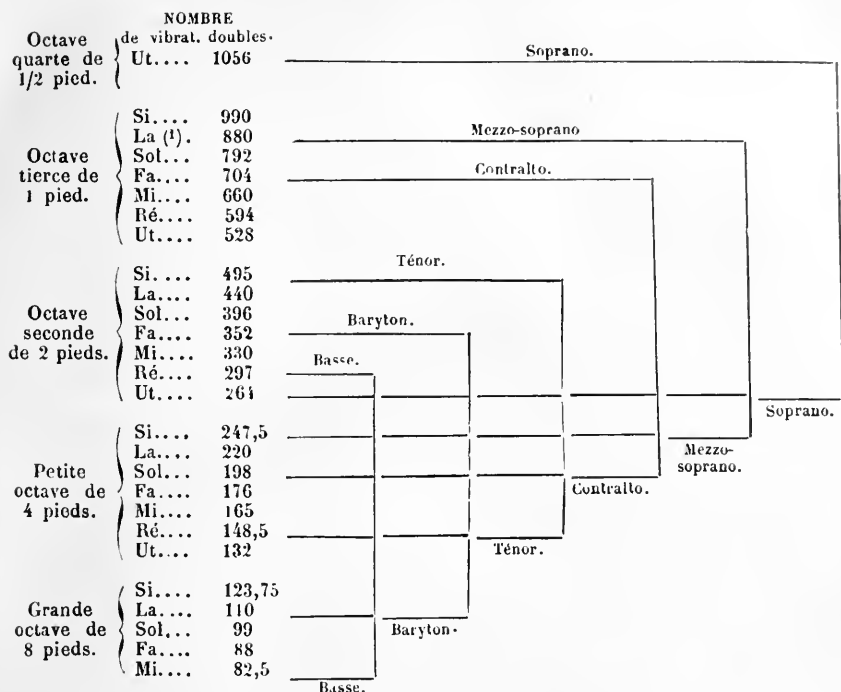 NOMBRE
de vibrat. doubles.
Octave quarte de 1/2 pied.
Ut.... 1056 Soprano.
Octave tierce de 1 pied.
Si.... 990
La (¹). 880 Mezzo-soprano
Sol... 792
Fa.... 704 Contralto.
Mi.... 660
Ré.... 594
Ut.... 528
Octave seconde de 2 pieds.
Si.... 495 Ténor.
La.... 440
Sol... 396
Fa.... 352 Baryton.
Mi.... 330
Basse.
Ré.... 297
Ut.... 264
Soprano.
Petite octave de 4 pieds.
Si.... 247,5
La.... 220
Mezzo-
soprano.
Sol... 198
Fa.... 176 Contralto.
Mi.... 165
Ré.... 148,5
Ut.... 132 Ténor.
Grande octave de 8 pieds.
Si.... 123,75
La.... 110
Sol... 99 Baryton.
Fa.... 88
Mi.... 82,5
Basse.